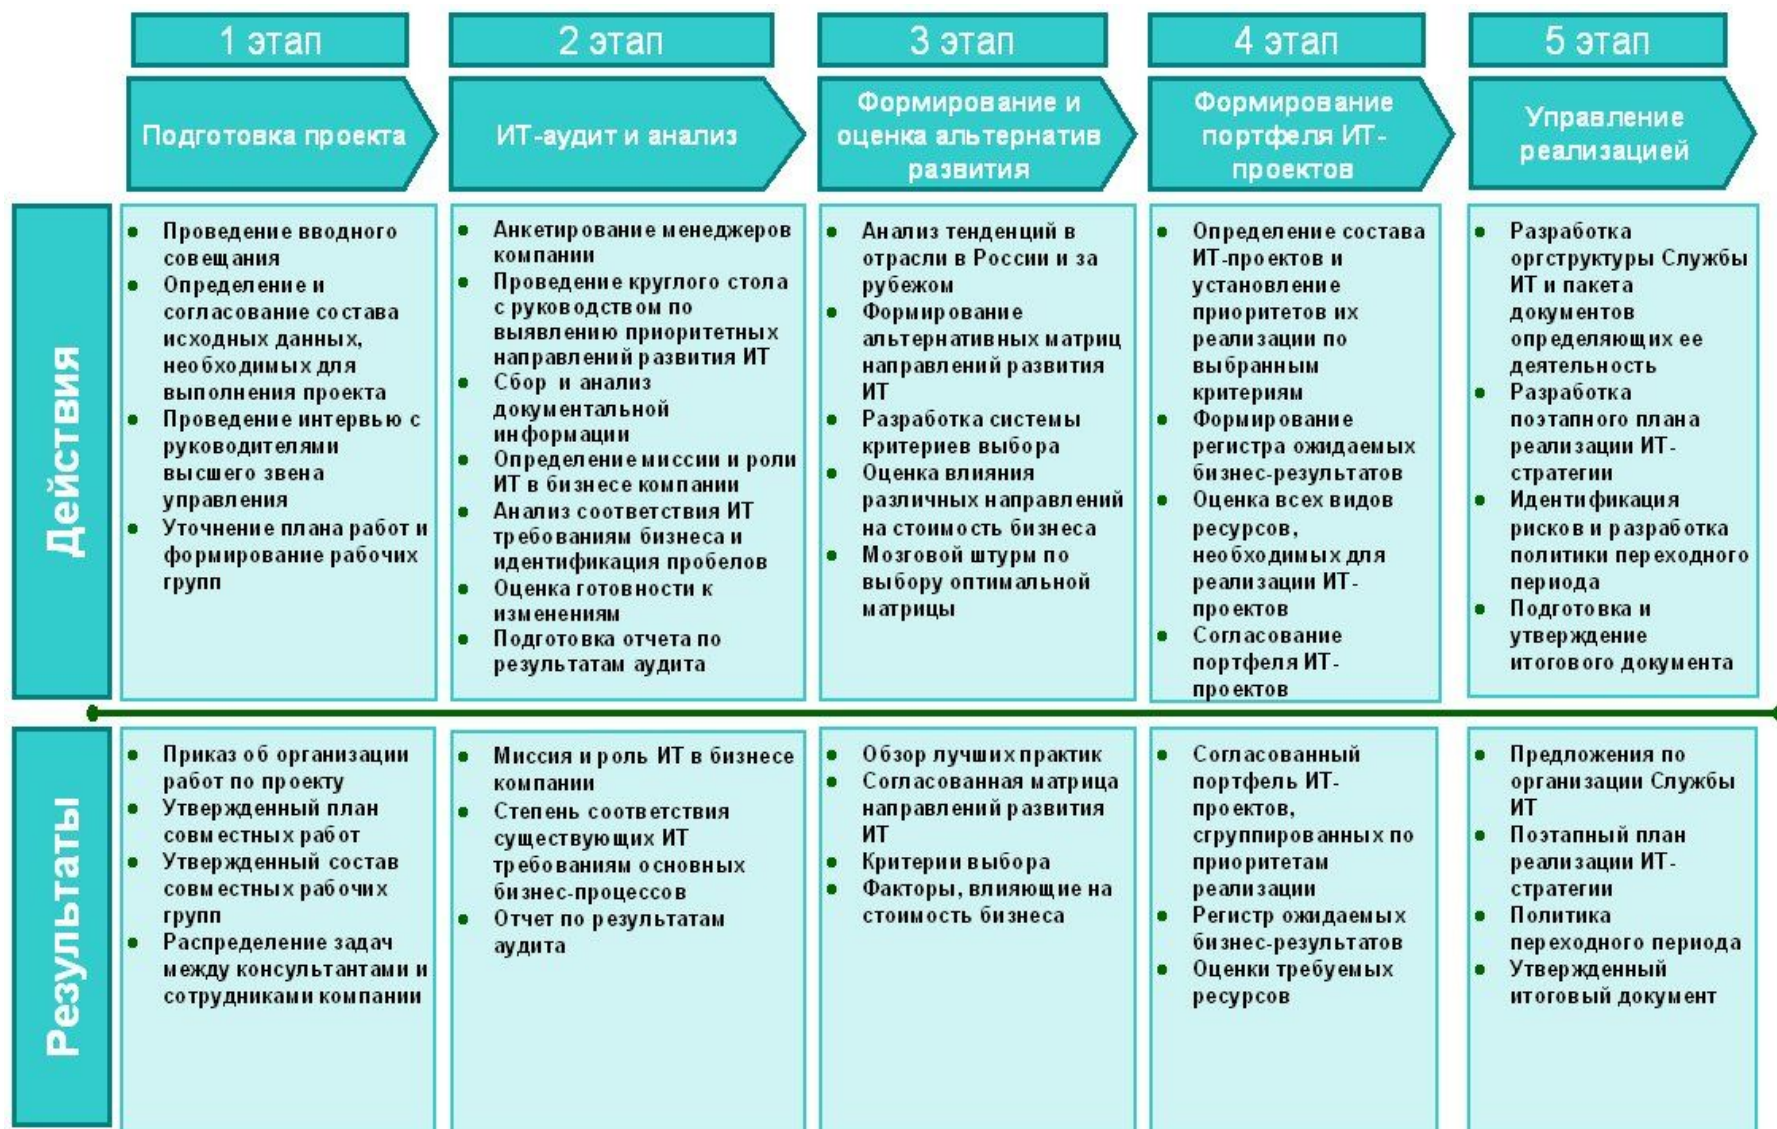 1 этап
2 этап
3 этап
4 этап
5 этап
Подготовка проекта
ИТ-аудит и анализ
Формирование и
оценка альтернатив
развития
Формирование
портфеля ИТ-
проектов
Управление
реализацией
Действия
Проведение вводного
совещания
Определение и
согласование состава
исходных данных,
необходимых для
выполнения проекта
Проведение интервью с
руководителями
высшего звена
управления
Уточнение плана работ и
формирование рабочих
групп
Анкетирование менеджеров
компании
Проведение круглого стола
с руководством по
выявлению приоритетных
направлений развития ИТ
Сбор и анализ
документальной
информации
Определение миссии и роли
ИТ в бизнесе компании
Анализ соответствия ИТ
требованиям бизнеса и
идентификация пробелов
Оценка готовности к
изменениям
Подготовка отчета по
результатам аудита
Анализ тенденций в
отрасли в России и за
рубежом
Формирование
альтернативных матриц
направлений развития
ИТ
Разработка системы
критериев выбора
Оценка влияния
различных направлений
на стоимость бизнеса
Мозговой штурм по
выбору оптимальной
матрицы
Определение состава
ИТ-проектов и
установление
приоритетов их
реализации по
выбранным
критериям
Формирование
регистра ожидаемых
бизнес-результатов
Оценка всех видов
ресурсов,
необходимых для
реализации ИТ-
проектов
Согласование
портфеля ИТ-
проектов
Разработка
оргструктуры Службы
ИТ и пакета
документов
определяющих ее
деятельность
Разработка
поэтапного плана
реализации ИТ-
стратегии
Идентификация
рисков и разработка
политики переходного
периода
Подготовка и
утверждение
итогового документа
Результаты
Приказ об организации
работ по проекту
Утвержденный план
совместных работ
Утвержденный состав
совместных рабочих
групп
Распределение задач
между консультантами и
сотрудниками компании
Миссия и роль ИТ в бизнесе
компании
Степень соответствия
существующих ИТ
требованиям основных
бизнес-процессов
Отчет по результатам
аудита
Обзор лучших практик
Согласованная матрица
направлений развития
ИТ
Критерии выбора
Факторы, влияющие на
стоимость бизнеса
Согласованный
портфель ИТ-
проектов,
сгруппированных по
приоритетам
реализации
Регистр ожидаемых
бизнес-результатов
Оценки требуемых
ресурсов
Предложения по
организации Службы
ИТ
Поэтапный план
реализации ИТ-
стратегии
Политика
переходного периода
Утвержденный
итоговый документ